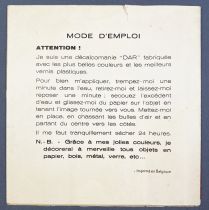 MODE D'EMPLOI
ATTENTION !
Je suis une décalcomanie "DAR" fabriquée
avec les plus belles couleurs et les meilleurs
vernis plastiques.
Pour bien m'appliquer, trempez-moi une
minute dans l'eau, retirez-moi et laissez-moi
reposer une minute ; secouez l'excédent
d'eau et glissez-moi du papier sur l'objet en
tenant l'image tournée vers vous. Mettez-moi
en place, en chassant les bulles d'air et en
partant du centre vers les côtés.
Il me faut tranquillement sécher 24 heures.
N.-B. - Grâce à mes jolies couleurs, je
décorerai à merveille tous objets en
papier, bois, métal, verre, etc...
Imprimé en Belgique